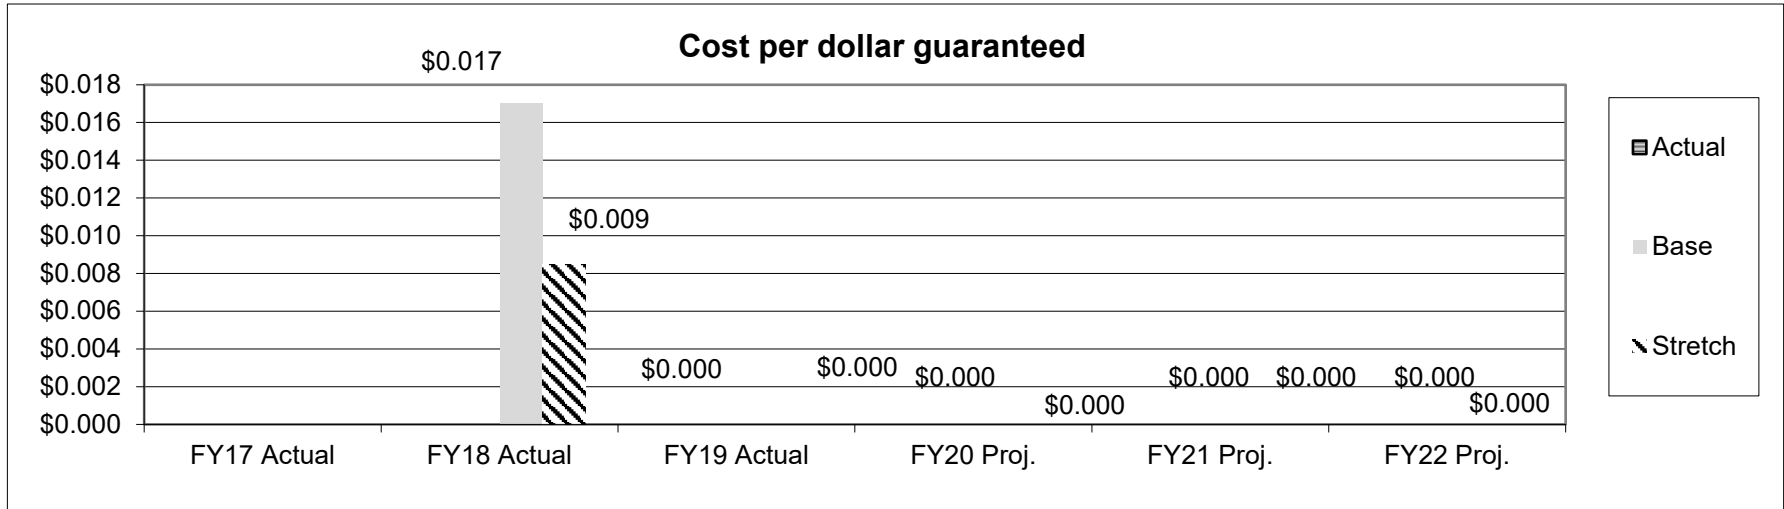 Cost per dollar guaranteed
$0.017
$0.018
$0.016
$0.014
$0.012
$0.010
$0.008
$0.006
$0.004
$0.002
$0.000
$0.009
$0.000
$0.000
$0.000
$0.000
$0.000
$0.000
$0.000
$0.000
FY17 Actual
FY18 Actual
FY19 Actual
FY20 Proj.
FY21 Proj.
FY22 Proj.
Actual
Base
Stretch